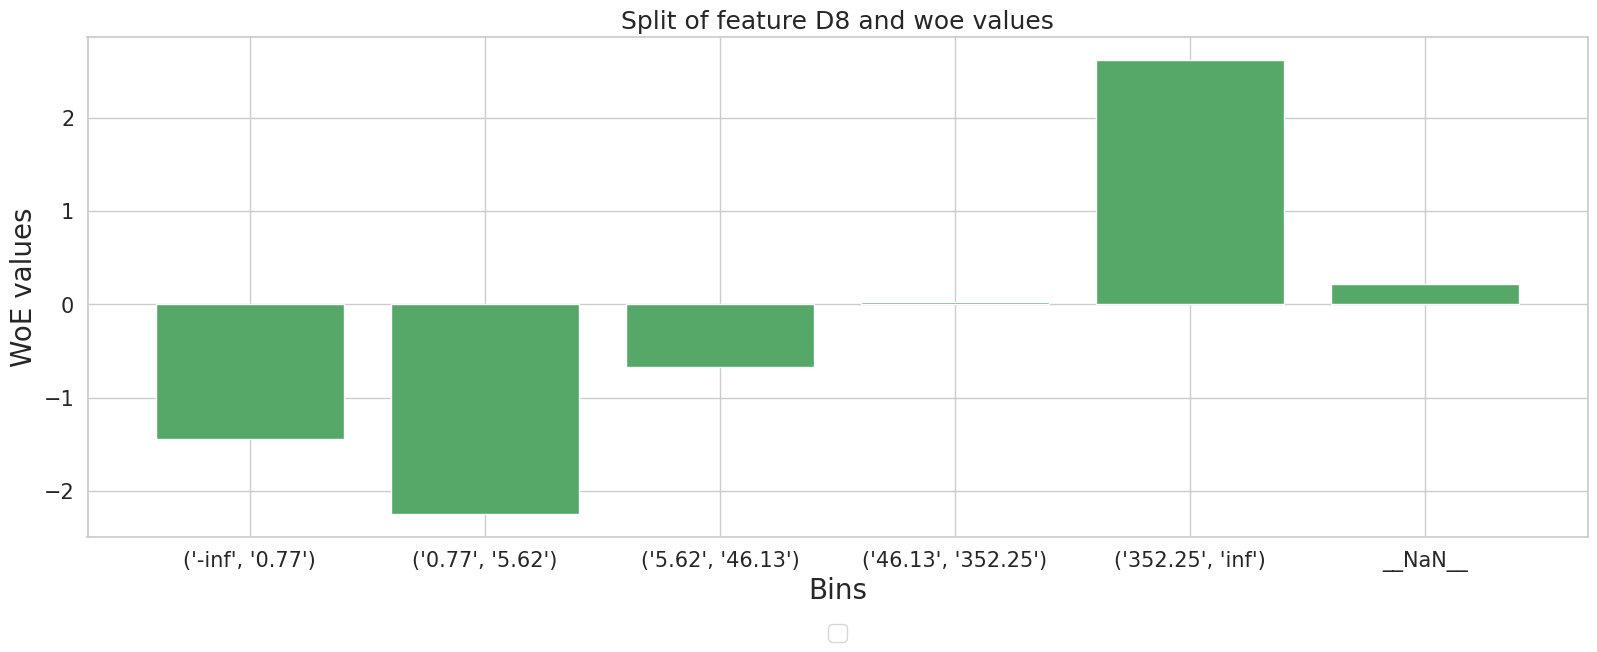 Split of feature D8 and woe values
WoE values
2
1
0
−1
−2
('-inf', '0.77')
('0.77', '5.62')
('5.62', '46.13')
('46.13', '352.25')
('352.25', 'inf')
__NaN__
Bins